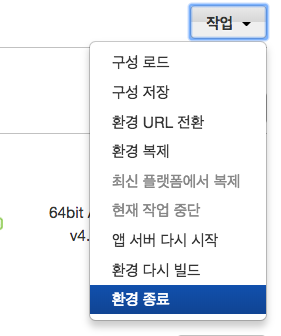 작업
구성 로드
구성 저장
환경 URL 전환
환경 복제
최신 플랫폼에서 복제
현재 작업 중단
앱 서버 다시 시작
환경 다시 빌드
환경 종료
64bit
v4.